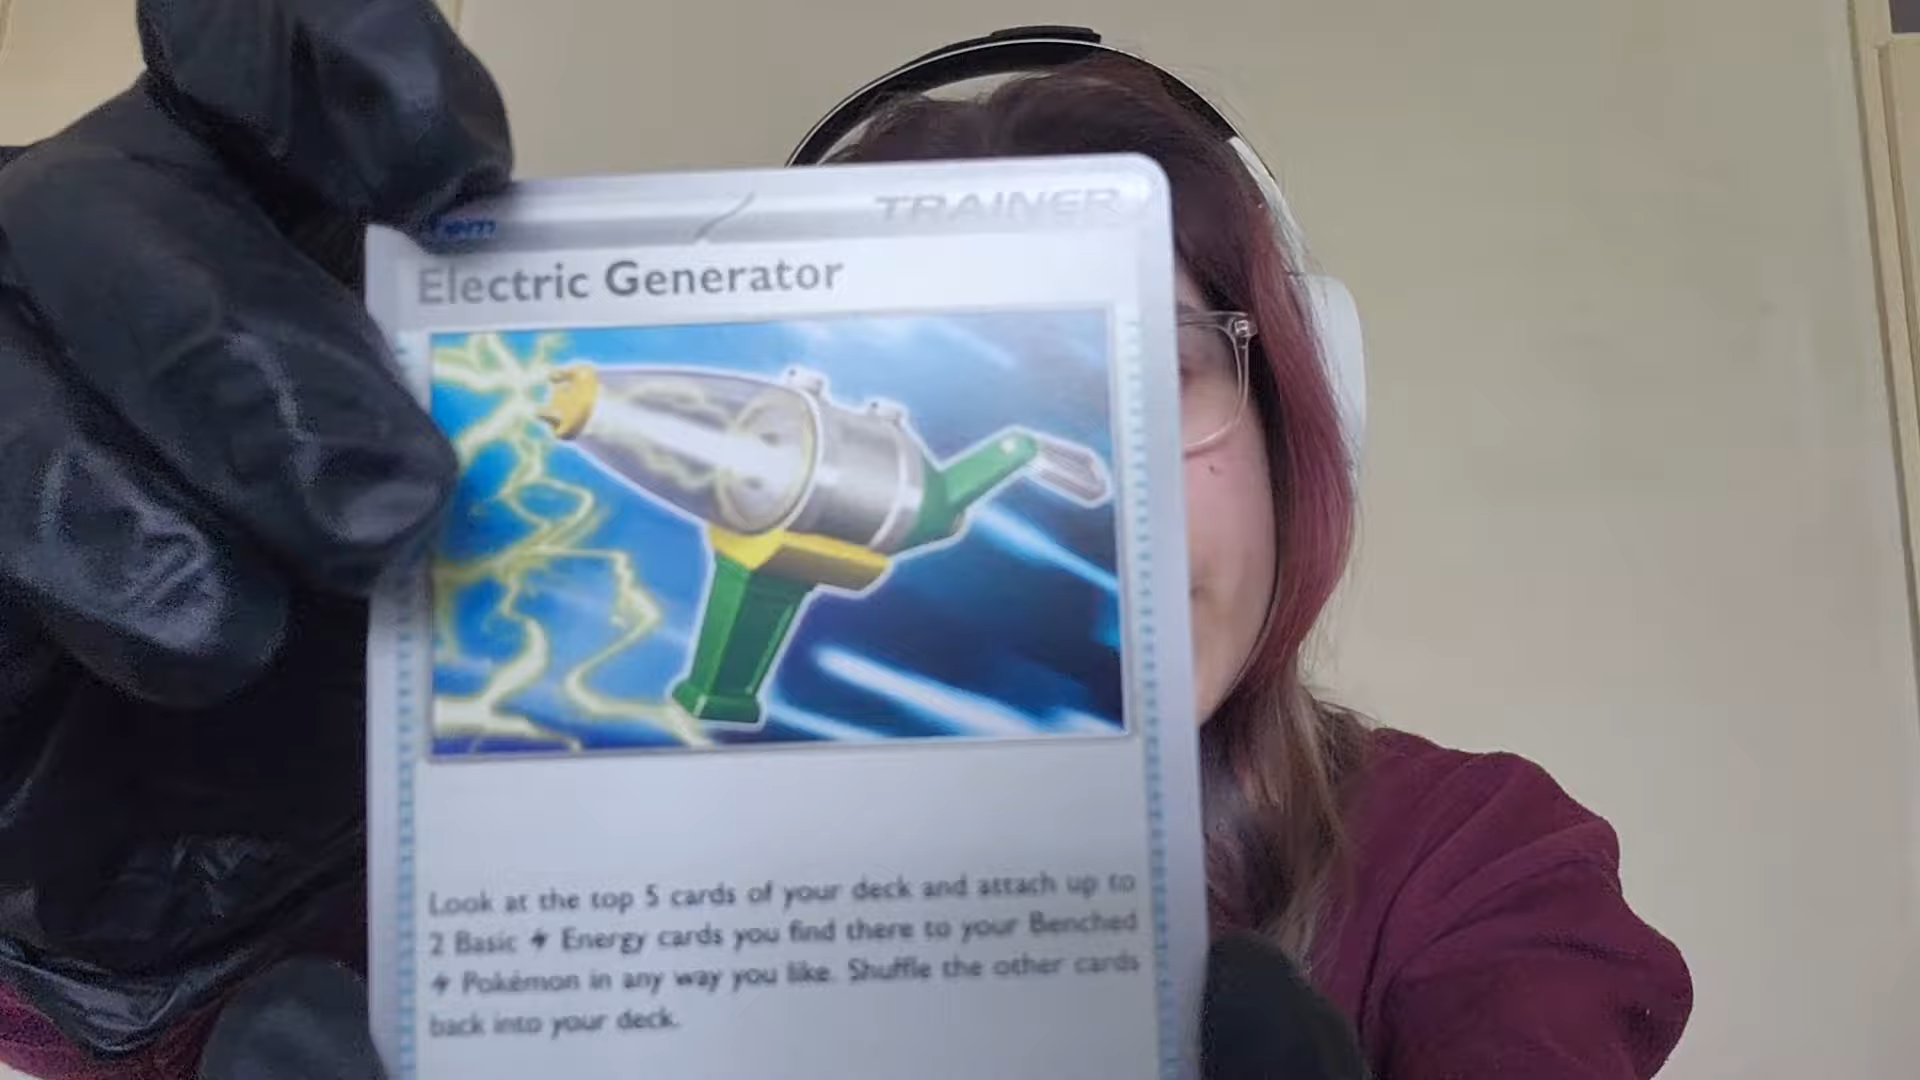 Item TRAINER
Electric Generator
Look at the top 5 cards of your deck and attach up to
2 Basic Energy cards you find there to your Benched
Pokémon in any way you like. Shuffle the other cards
back into your deck.